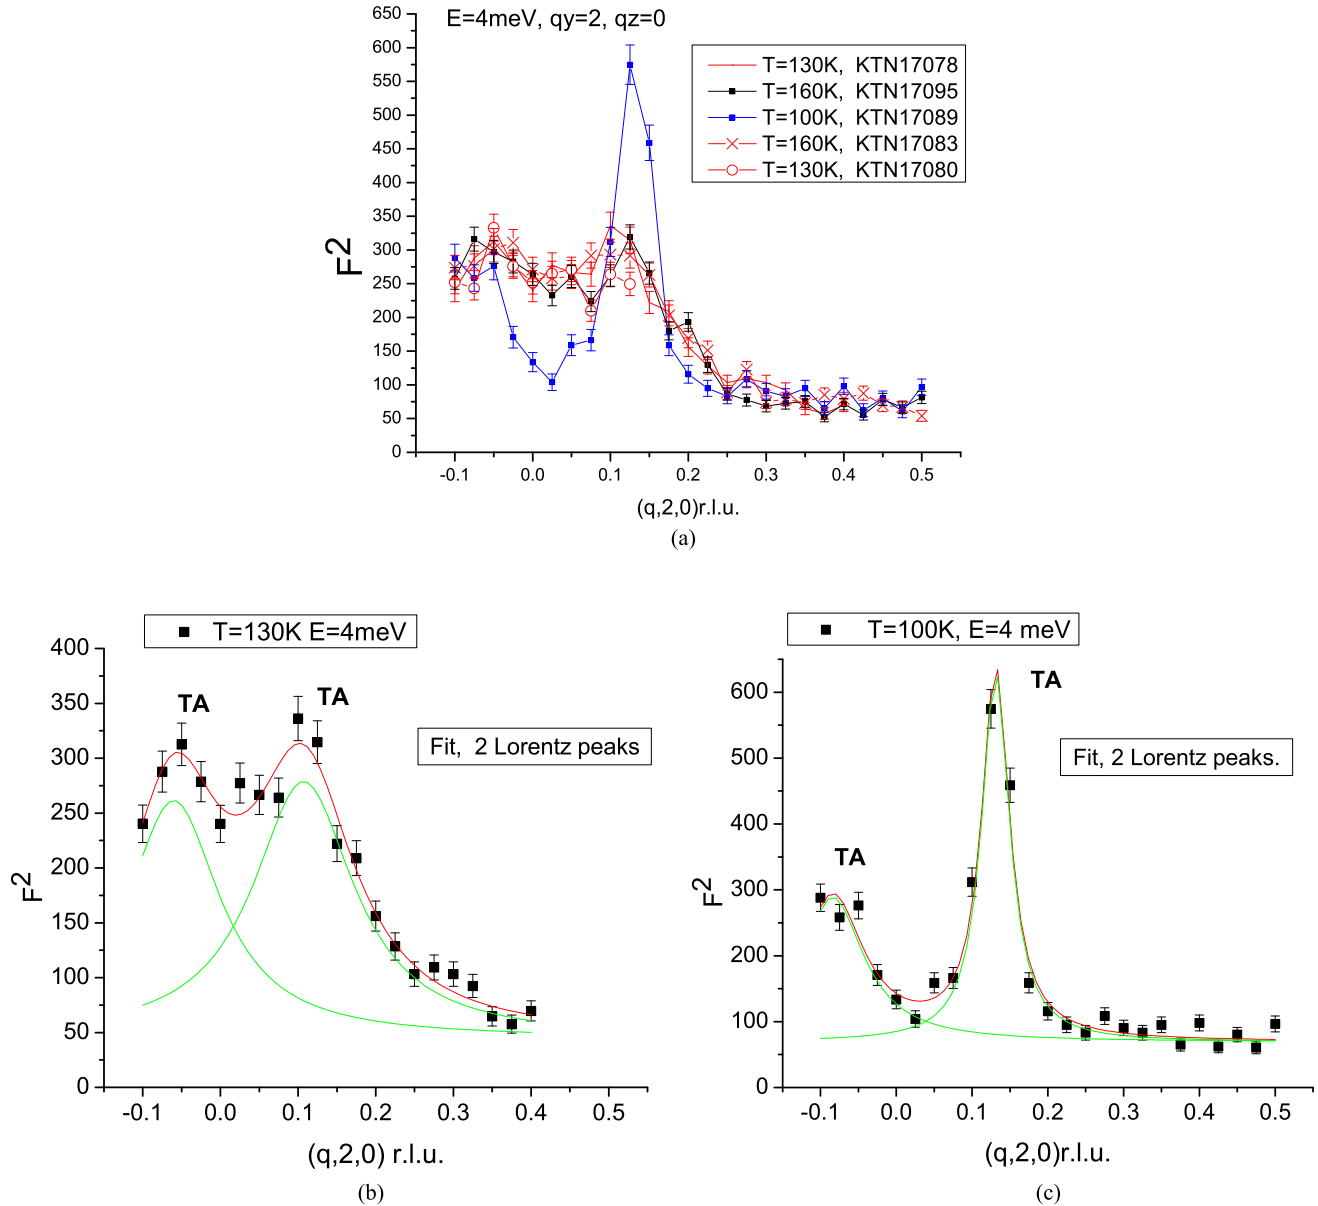 E=4meV, qy=2, qz=0
650
600
550
500
450
400
350
300
250
200
150
100
50
0
F2
T=130K, KTN17078
T=160K, KTN17095
T=100K, KTN17089
T=160K, KTN17083
T=130K, KTN17080
-0.1 0.0 0.1 0.2 0.3 0.4 0.5
(q,2,0)r.l.u.
(a)
T=130K E=4meV
400
350
300
250
200
150
100
50
0
F2
TA
TA
Fit, 2 Lorentz peaks
-0.1 0.0 0.1 0.2 0.3 0.4 0.5
(q,2,0) r.l.u.
(b)
T=100K, E=4 meV
600
500
400
300
200
100
0
F2
TA
TA
Fit, 2 Lorentz peaks.
-0.1 0.0 0.1 0.2 0.3 0.4 0.5
(q,2,0)r.l.u.
(c)